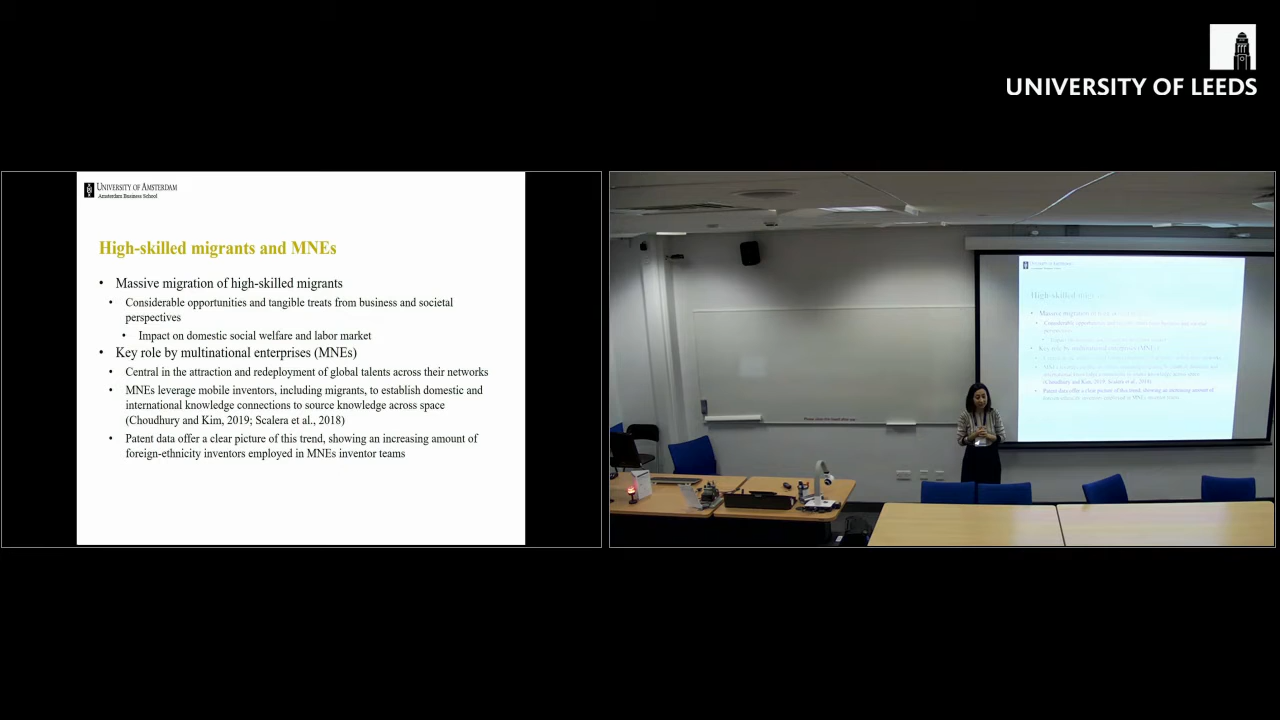 UNIVERSITY OF LEEDS
UNIVERSITY OF AMSTERDAM
Amsterdam Business School
High-skilled migrants and MNEs
• Massive migration of high-skilled migrants
• Considerable opportunities and tangible treats from business and societal
perspectives
• Impact on domestic social welfare and labor market
• Key role by multinational enterprises (MNEs)
• Central in the attraction and redeployment of global talents across their networks
• MNEs leverage mobile inventors, including migrants, to establish domestic and
international knowledge connections to source knowledge across space
(Choudhury and Kim, 2019; Scalera et al., 2018)
• Patent data offer a clear picture of this trend, showing an increasing amount of
foreign-ethnicity inventors employed in MNEs inventor teams